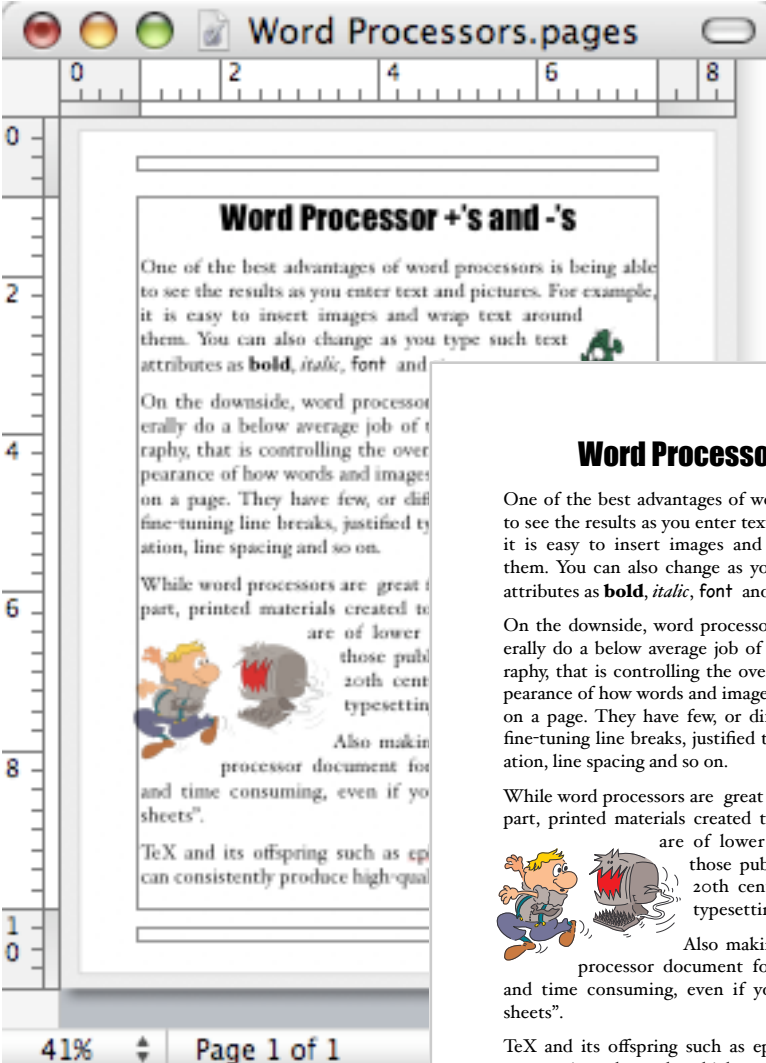 Word Processors.pages
0 2 4 6 8
0
2
4
6
8
1
0
Word Processor +'s and -'s
One of the best advantages of word processors is being able
to see the results as you enter text and pictures. For example,
it is easy to insert images and wrap text around
them. You can also change as you type such text
attributes as bold, italic, font and
On the downside, word processor
erally do a below average job of
raphy, that is controlling the over
pearance of how words and images
on a page. They have few, or dif
fine-tuning line breaks, justified ty
ation, line spacing and so on.
While word processors are great
part, printed materials created to
are of lower
those publ
20th cent
typesettin
Also makin
processor document for
and time consuming, even if yo
sheets".
TeX and its offspring such as ep
can consistently produce high-qual
41% Page 1 of 1
Word Processo
One of the best advantages of wo
to see the results as you enter tex
it is easy to insert images and
them. You can also change as yo
attributes as bold, italic, font and
On the downside, word processo
erally do a below average job of
raphy, that is controlling the ove
pearance of how words and image
on a page. They have few, or di
fine-tuning line breaks, justified t
ation, line spacing and so on.
While word processors are great
part, printed materials created t
are of lower
those pub
20th cen
typesettin
Also makin
processor document fo
and time consuming, even if yo
sheets".
TeX and its offspring such as ep